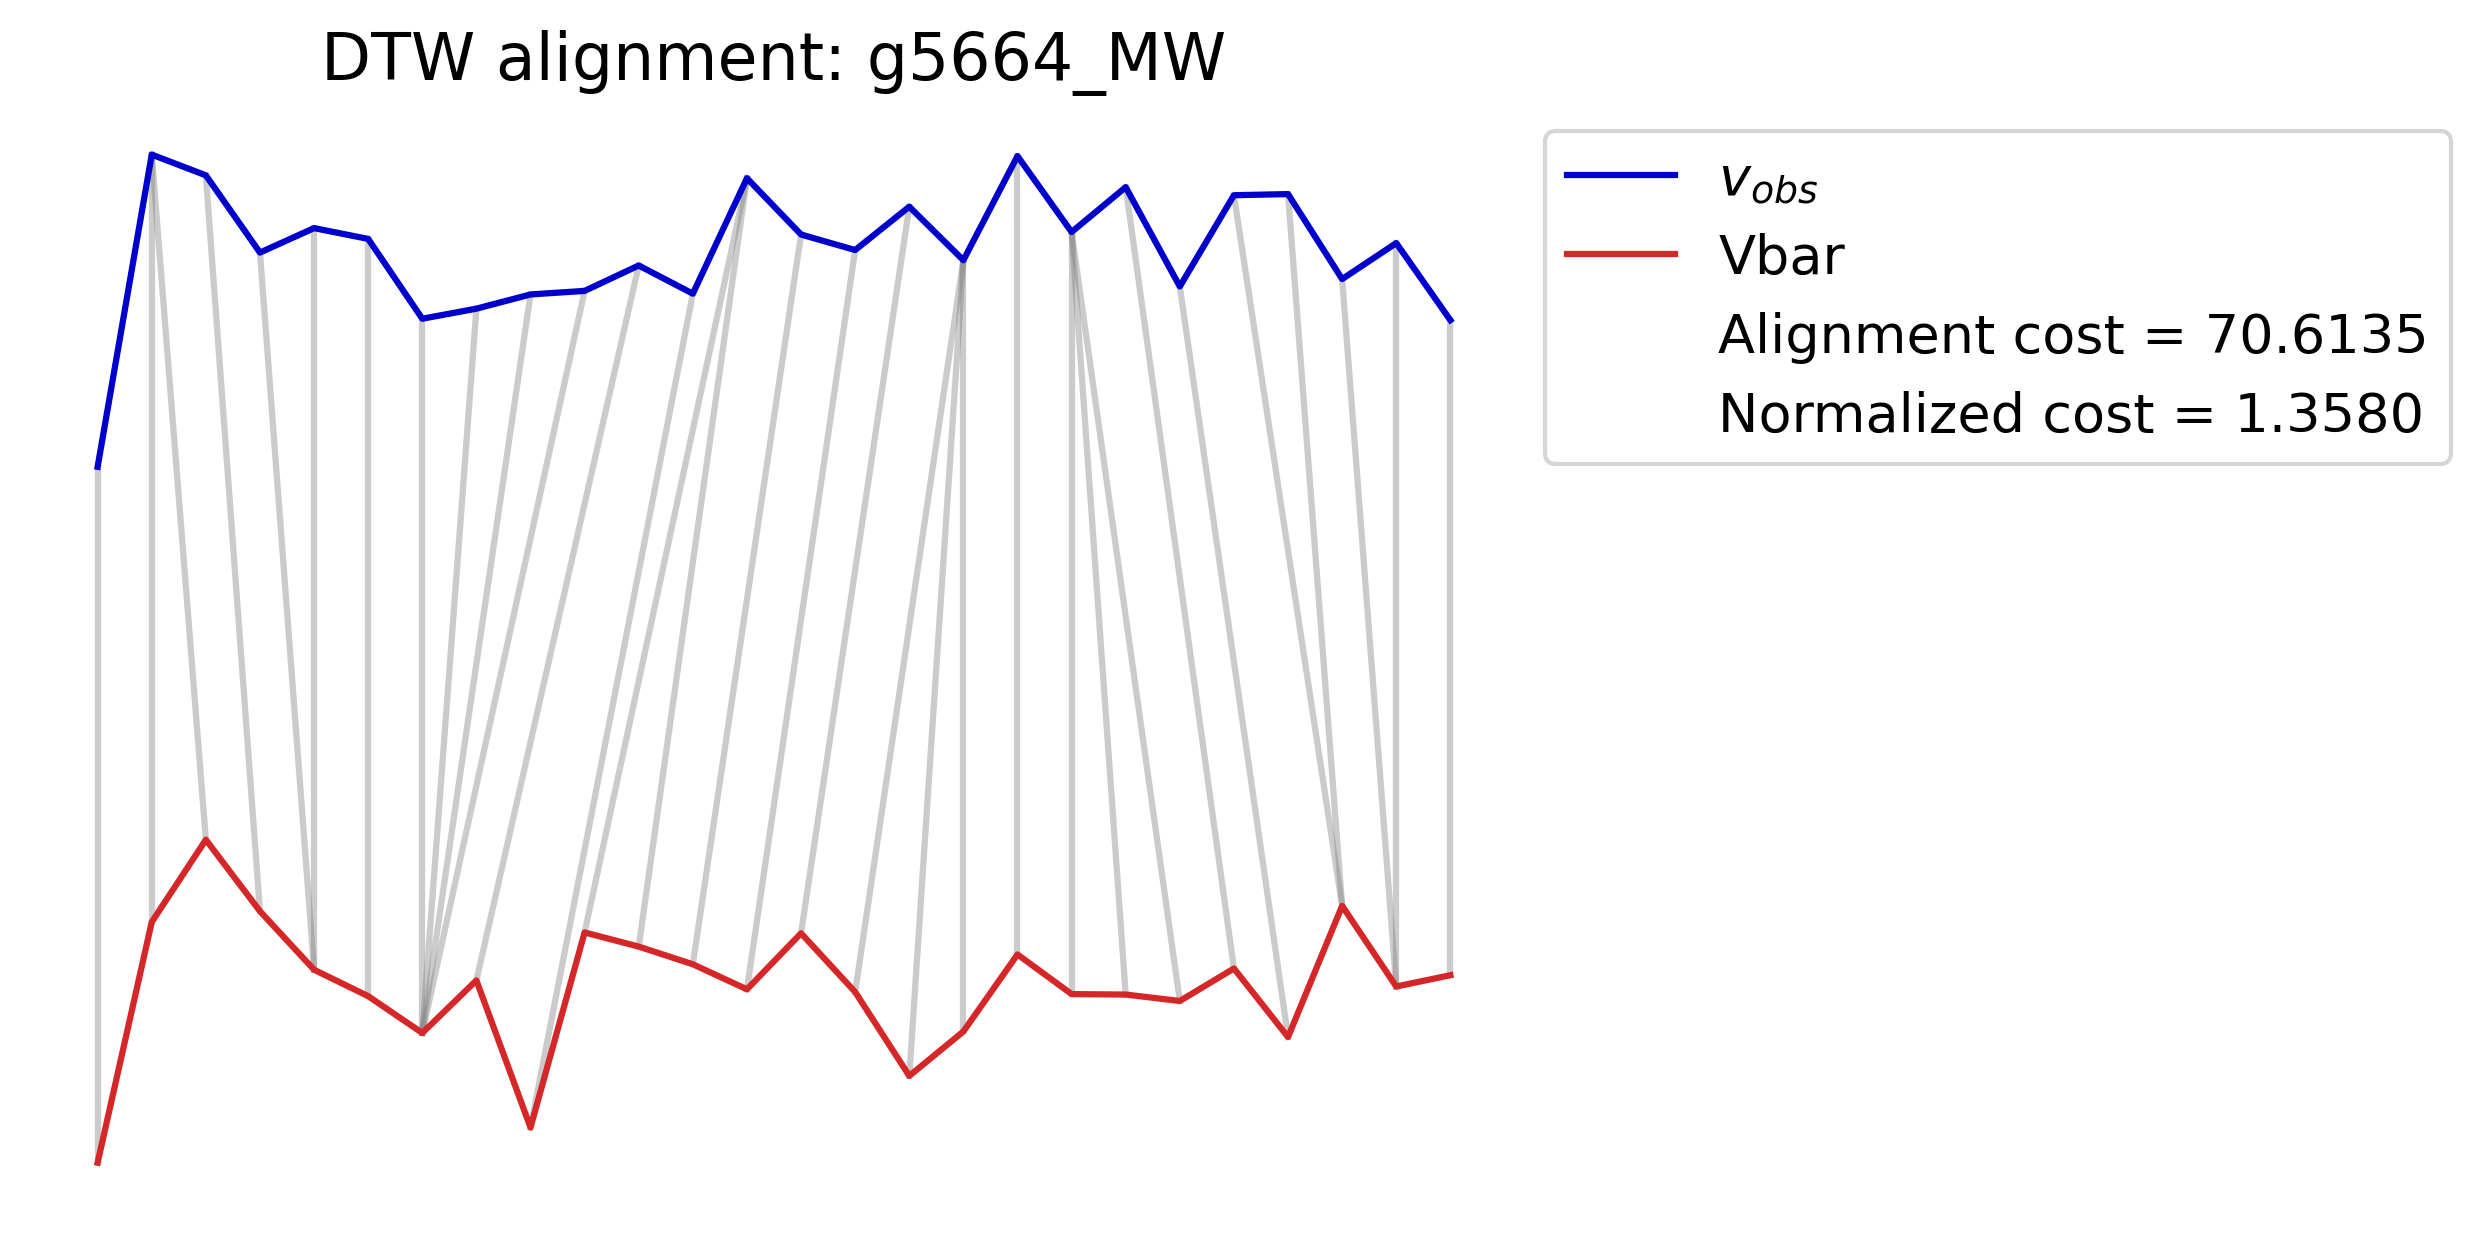 DTW alignment: g5664_MW
v_obs
Vbar
Alignment cost = 70.6135
Normalized cost = 1.3580